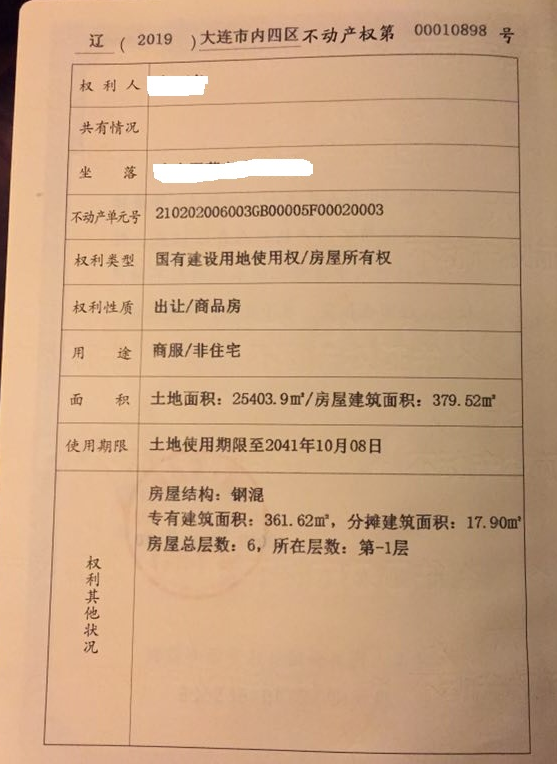 辽（2019）大连市内四区不动产权第 00010898 号
权利人
共有情况
坐落
不动产单元号 210202006003GB00005F00020003
权利类型 国有建设用地使用权/房屋所有权
权利性质 出让/商品房
用途 商服/非住宅
面积 土地面积：25403.9㎡/房屋建筑面积：379.52㎡
使用期限 土地使用期限至2041年10月08日
权利其他状况
房屋结构：钢混
专有建筑面积：361.62㎡，分摊建筑面积：17.90㎡
房屋总层数：6，所在层数：第-1层